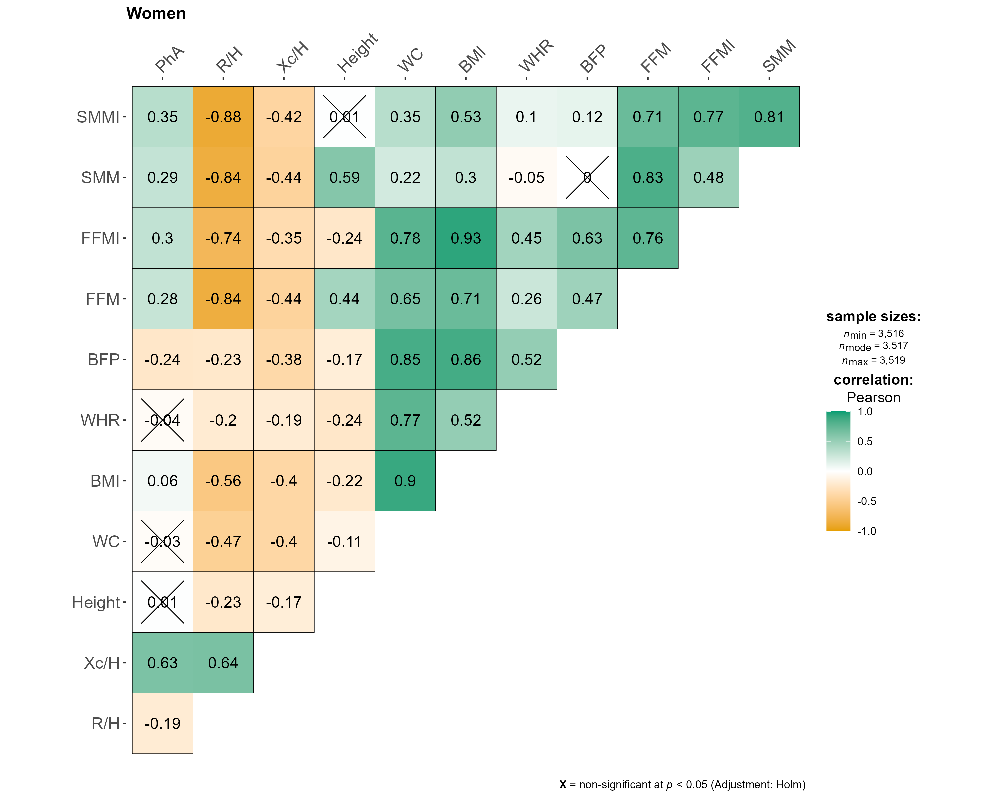 Women
PhA R/H Xc/H Height WC BMI WHR BFP FFM FFMI SMM
SMMI 0.35 -0.88 -0.42 0.01 0.35 0.53 0.1 0.12 0.71 0.77 0.81
SMM 0.29 -0.84 -0.44 0.59 0.22 0.3 -0.05 0 0.83 0.48
FFMI 0.3 -0.74 -0.35 -0.24 0.78 0.93 0.45 0.63 0.76
FFM 0.28 -0.84 -0.44 0.44 0.65 0.71 0.26 0.47
BFP -0.24 -0.23 -0.38 -0.17 0.85 0.86 0.52
WHR -0.04 -0.2 -0.19 -0.24 0.77 0.52
BMI 0.06 -0.56 -0.4 -0.22 0.9
WC -0.03 -0.47 -0.4 -0.11
Height 0.01 -0.23 -0.17
Xc/H 0.63 0.64
R/H -0.19
sample sizes:
nmin = 3,516
nmode = 3,517
nmax = 3,519
correlation:
Pearson
1.0
0.5
0.0
-0.5
-1.0
X = non-significant at p < 0.05 (Adjustment: Holm)